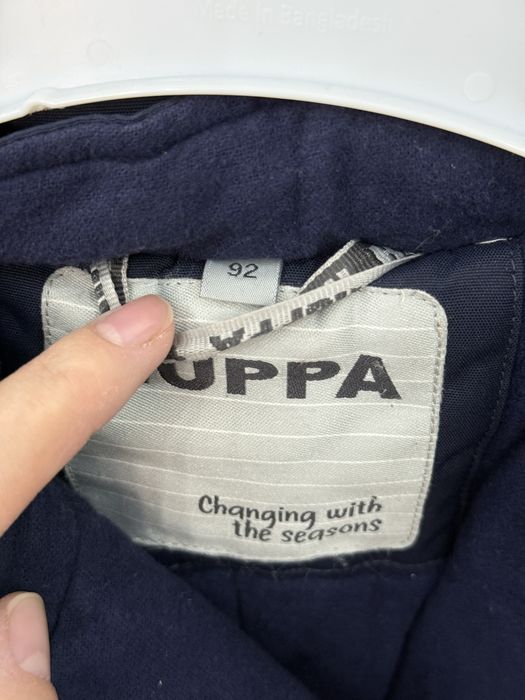 Made in Bangladesh
92
UPPA
Changing with
the seasons